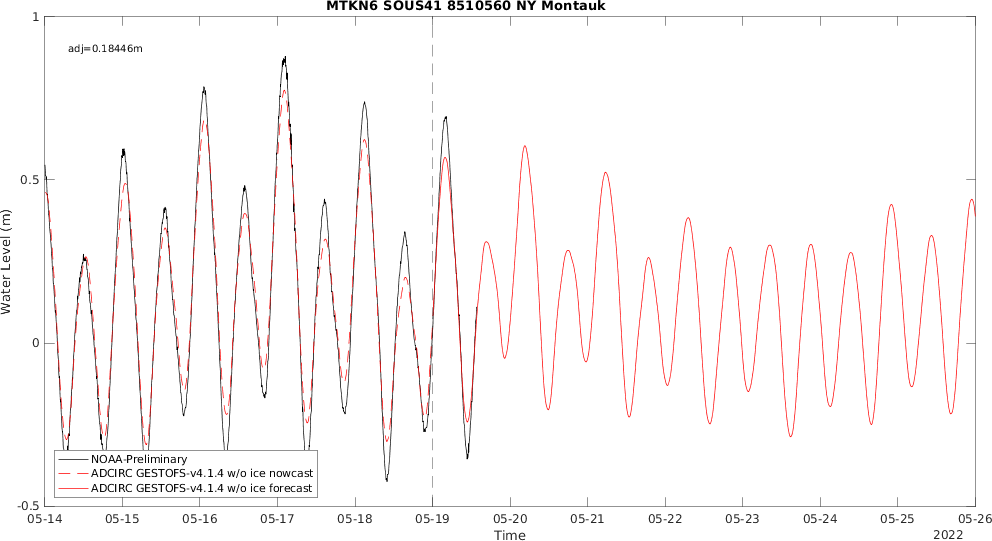 MTKN6 SOUS41 8510560 NY Montauk
adj=0.18446m
1
0.5
0
-0.5
Water Level (m)
NOAA-Preliminary
ADCIRC GESTOFS-v4.1.4 w/o ice nowcast
ADCIRC GESTOFS-v4.1.4 w/o ice forecast
05-14 05-15 05-16 05-17 05-18 05-19 05-20 05-21 05-22 05-23 05-24 05-25 05-26
Time
2022